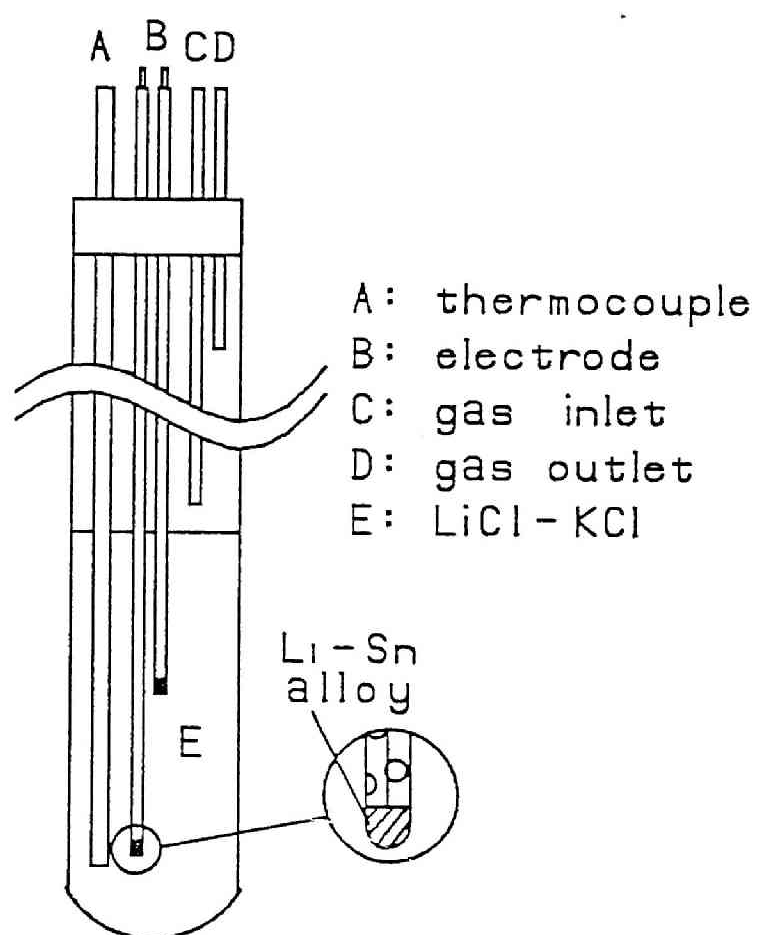 A B C D
A: thermocouple
B: electrode
C: gas inlet
D: gas outlet
E: LiCl-KCl
Li-Sn
alloy
E